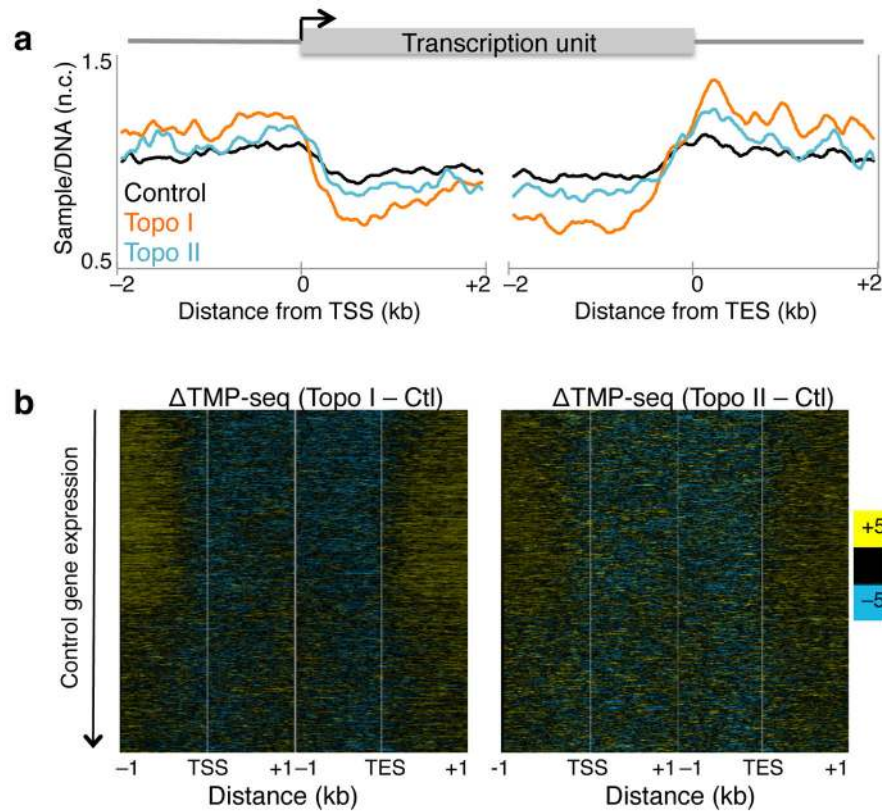 a
Transcription unit
1.5
Sample/DNA (n.c.)
Control
Topo I
Topo II
0.5
−2 0 +2 −2 0 +2
Distance from TSS (kb) Distance from TES (kb)
b
ΔTMP-seq (Topo I – Ctl) ΔTMP-seq (Topo II – Ctl)
Control gene expression
+5
−5
−1 TSS +1 −1 TES +1 -1 TSS +1 −1 TES +1
Distance (kb) Distance (kb)